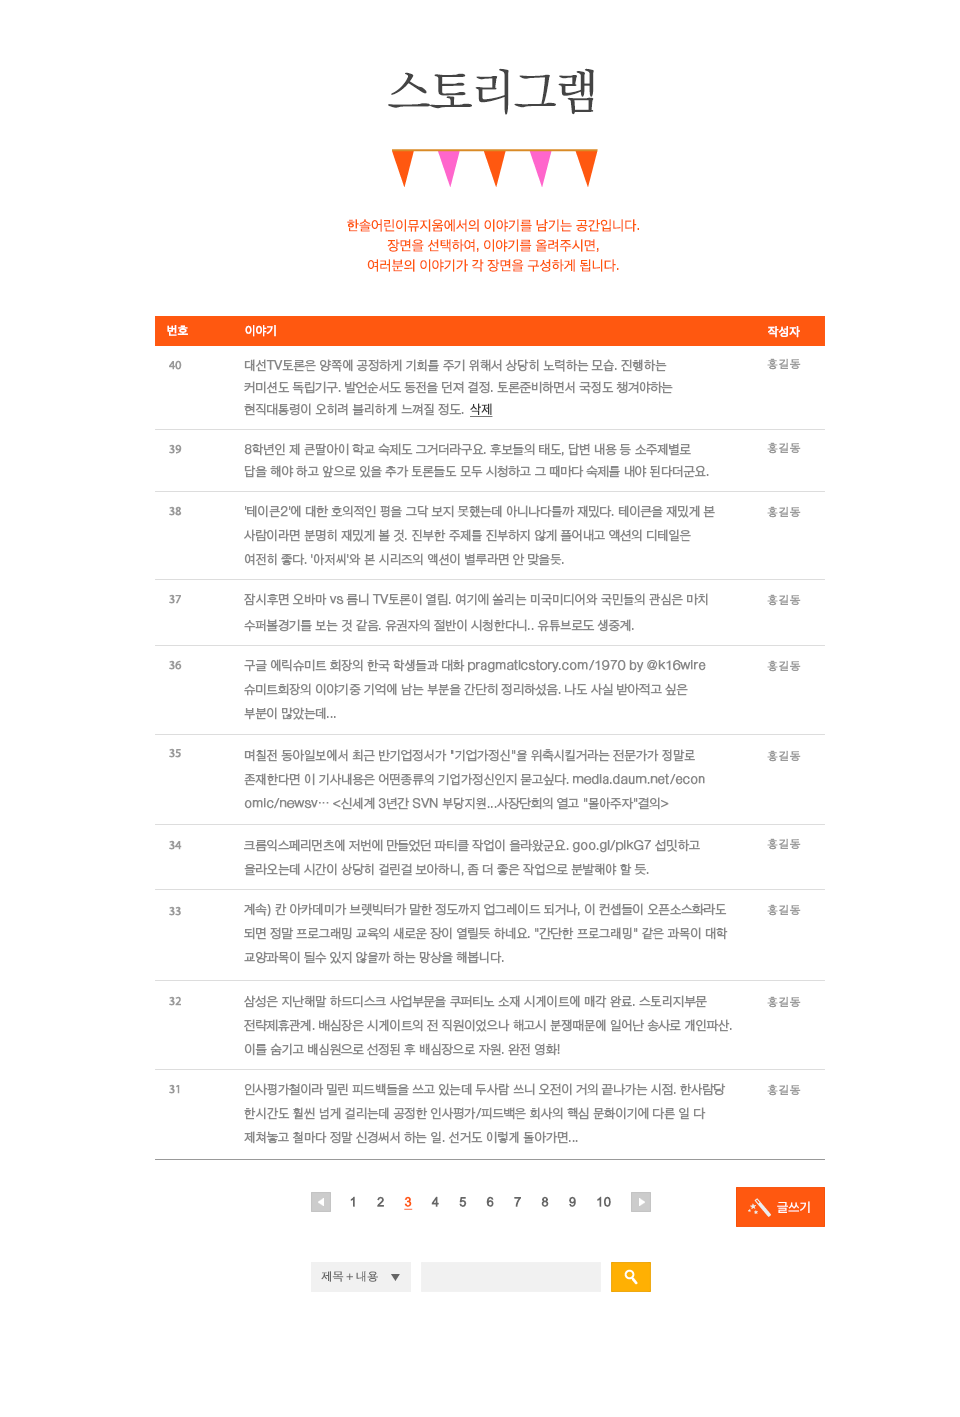 스토리그램
한솔어린이뮤지움에서의 이야기를 남기는 공간입니다.
장면을 선택하여, 이야기를 올려주시면,
여러분의 이야기가 각 장면을 구성하게 됩니다.
번호 이야기 작성자
40 대선TV토론은 양쪽에 공정하게 기회를 주기 위해서 상당히 노력하는 모습. 진행하는 홍길동
커미션도 독립기구. 발언순서도 동전을 던져 결정. 토론준비하면서 국정도 챙겨야하는
현직대통령이 오히려 불리하게 느껴질 정도. 삭제
39 8학년인 제 큰딸아이 학교 숙제도 그거더라구요. 후보들의 태도, 답변 내용 등 소주제별로 홍길동
답을 해야 하고 앞으로 있을 추가 토론들도 모두 시청하고 그 때마다 숙제를 내야 된다더군요.
38 '테이큰2'에 대한 호의적인 평을 그닥 보지 못했는데 아니나다를까 재밌다. 테이큰을 재밌게 본 홍길동
사람이라면 분명히 재밌게 볼 것. 진부한 주제를 진부하지 않게 풀어내고 액션의 디테일은
여전히 좋다. '아저씨'와 본 시리즈의 액션이 별루라면 안 맞을듯.
37 잠시후면 오바마 vs 롬니 TV토론이 열림. 여기에 쏠리는 미국미디어와 국민들의 관심은 마치 홍길동
수퍼볼경기를 보는 것 같음. 유권자의 절반이 시청한다니.. 유튜브로도 생중계.
36 구글 에릭슈미트 회장의 한국 학생들과 대화 pragmaticstory.com/1970 by @k16wire 홍길동
슈미트회장의 이야기중 기억에 남는 부분을 간단히 정리하셨음. 나도 사실 받아적고 싶은
부분이 많았는데...
35 며칠전 동아일보에서 최근 반기업정서가 "기업가정신"을 위축시킬거라는 전문가가 정말로 홍길동
존재한다면 이 기사내용은 어떤종류의 기업가정신인지 묻고싶다. media.daum.net/econ
omic/newsv… <신세계 3년간 SVN 부당지원...사장단회의 열고 "몰아주자"결의>
34 크롬익스페리먼츠에 저번에 만들었던 파티클 작업이 올라왔군요. goo.gl/plkG7 섭밋하고 홍길동
올라오는데 시간이 상당히 걸린걸 보아하니, 좀 더 좋은 작업으로 분발해야 할 듯.
33 계속) 칸 아카데미가 브랫빅터가 말한 정도까지 업그레이드 되거나, 이 컨셉들이 오픈소스화라도 홍길동
되면 정말 프로그래밍 교육의 새로운 장이 열릴듯 하네요. "간단한 프로그래밍" 같은 과목이 대학
교양과목이 될수 있지 않을까 하는 망상을 해봅니다.
32 삼성은 지난해말 하드디스크 사업부문을 쿠퍼티노 소재 시게이트에 매각 완료. 스토리지부문 홍길동
전략제휴관계. 배심장은 시게이트의 전 직원이었으나 해고시 분쟁때문에 일어난 송사로 개인파산.
이를 숨기고 배심원으로 선정된 후 배심장으로 자원. 완전 영화!
31 인사평가철이라 밀린 피드백들을 쓰고 있는데 두사람 쓰니 오전이 거의 끝나가는 시점. 한사람당 홍길동
한시간도 훨씬 넘게 걸리는데 공정한 인사평가/피드백은 회사의 핵심 문화이기에 다른 일 다
제쳐놓고 철마다 정말 신경써서 하는 일. 선거도 이렇게 돌아가면...
1 2 3 4 5 6 7 8 9 10 글쓰기
제목 + 내용